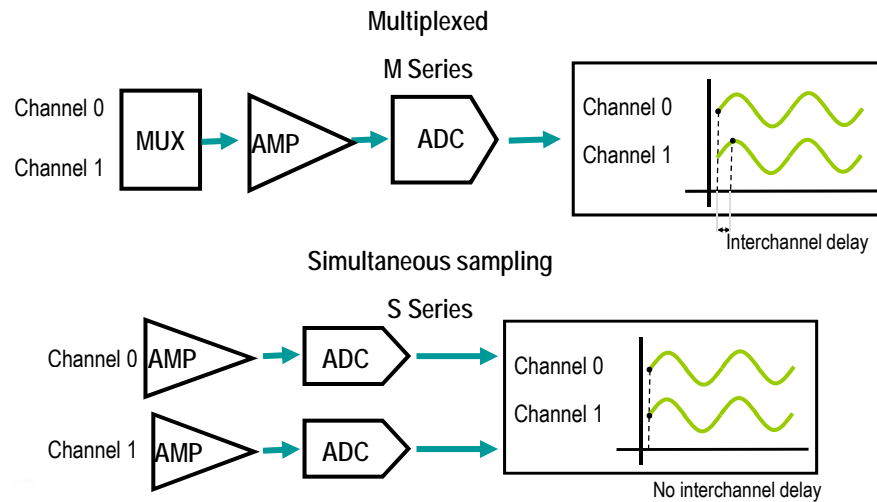 Multiplexed
M Series
Channel 0
Channel 1
MUX
AMP
ADC
Channel 0
Channel 1
Interchannel delay
Simultaneous sampling
S Series
Channel 0
AMP
ADC
Channel 0
Channel 1
Channel 1
AMP
ADC
No interchannel delay